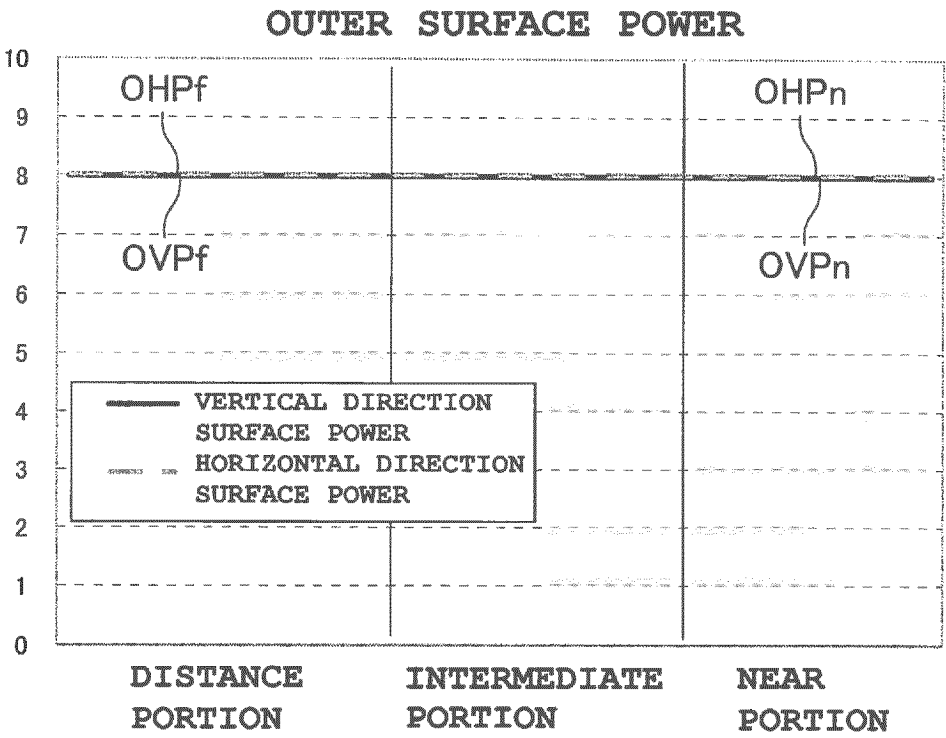 OUTER SURFACE POWER
10
9
8
7
6
5
4
3
2
1
0
OHPf
OVPf
OHPn
OVPn
VERTICAL DIRECTION
SURFACE POWER
HORIZONTAL DIRECTION
SURFACE POWER
DISTANCE
PORTION
INTERMEDIATE
PORTION
NEAR
PORTION